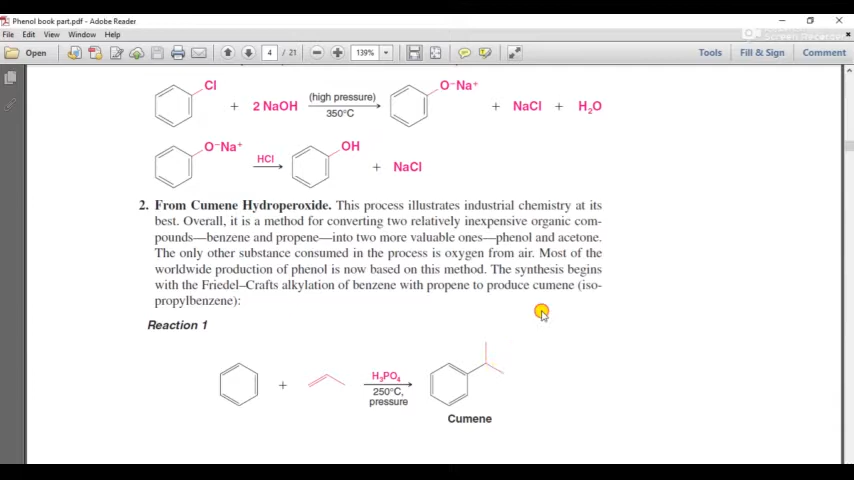 Phenol book part.pdf - Adobe Reader
File Edit View Window Help
Open 4 / 21 139% Tools Fill & Sign Comment
Cl
+ 2 NaOH (high pressure) 350°C O⁻Na⁺ + NaCl + H₂O
O⁻Na⁺ HCl OH + NaCl
2. From Cumene Hydroperoxide. This process illustrates industrial chemistry at its
best. Overall, it is a method for converting two relatively inexpensive organic com-
pounds—benzene and propene—into two more valuable ones—phenol and acetone.
The only other substance consumed in the process is oxygen from air. Most of the
worldwide production of phenol is now based on this method. The synthesis begins
with the Friedel–Crafts alkylation of benzene with propene to produce cumene (iso-
propylbenzene):
Reaction 1
+ H₃PO₄
250°C,
pressure
Cumene